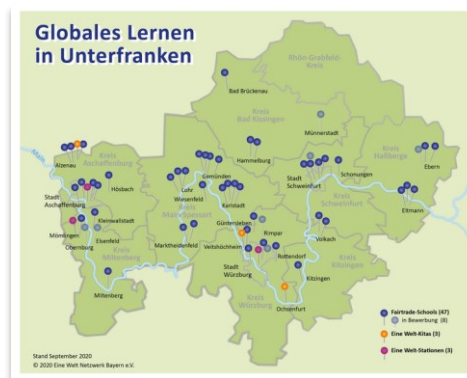 Globales Lernen
in Unterfranken
Rhön-Grabfeld-
Kreis
Bad Brückenau
Kreis
Bad Kissingen
Münnerstadt
Kreis
Haßberge
Ebern
Hammelburg
Alzenau
Kreis
Aschaffenburg
Main
Hösbach
Gemünden
Stadt
Schweinfurt
Schonungen
Lohr
Wiesenfeld
Karlstadt
Kreis
Schweinfurt
Eltmann
Stadt
Aschaffenburg
Kleinwallstadt
Kreis
Main-Spessart
Güntersleben
Mömlingen
Obernburg
Elsenfeld
Kreis
Miltenberg
Marktheidenfeld
Veitshöchheim
Rimpar
Volkach
Rottendorf
Stadt
Würzburg
Kreis
Kitzingen
Kitzingen
Miltenberg
Kreis
Würzburg
Ochsenfurt
Fairtrade-Schools (47)
in Bewerbung (8)
Eine Welt-Kitas (3)
Eine Welt-Stationen (3)
Stand September 2020
© 2020 Eine Welt Netzwerk Bayern e.V.